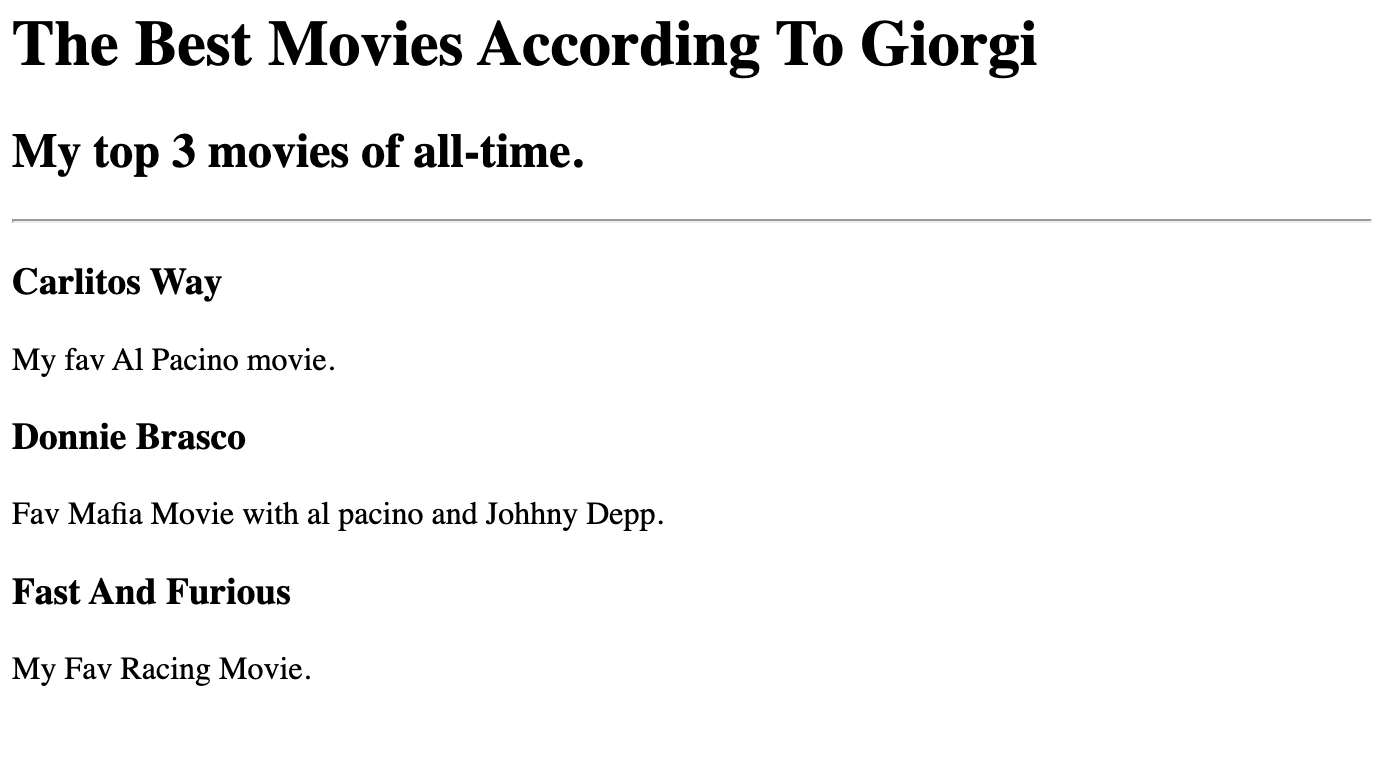 The Best Movies According To Giorgi
My top 3 movies of all-time.
Carlitos Way
My fav Al Pacino movie.
Donnie Brasco
Fav Mafia Movie with al pacino and Johhny Depp.
Fast And Furious
My Fav Racing Movie.